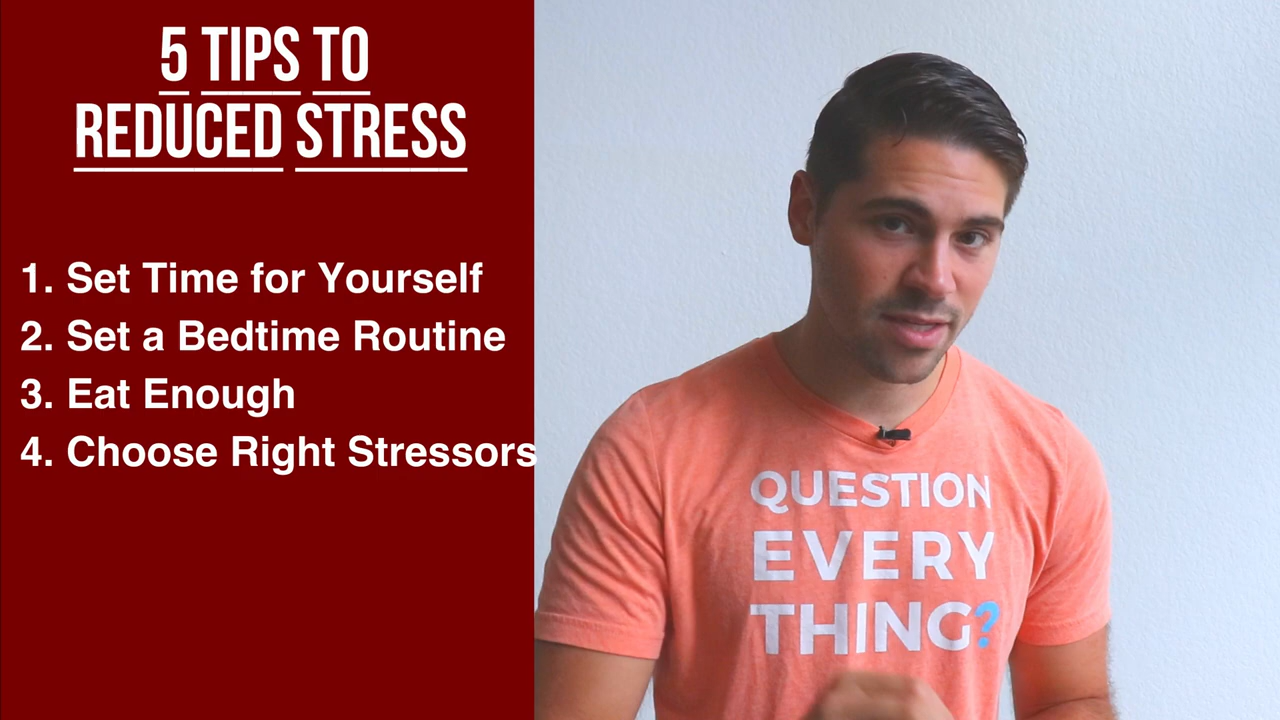 5 TIPS TO
REDUCED STRESS
1. Set Time for Yourself
2. Set a Bedtime Routine
3. Eat Enough
4. Choose Right Stressors
QUESTION
EVERY
THING?